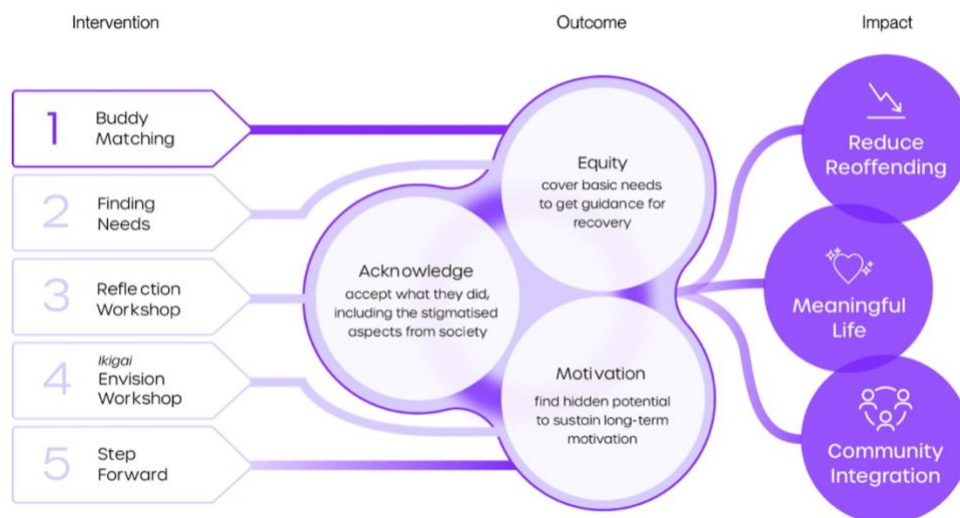 Intervention
Outcome
Impact
1
Buddy
Matching
2
Finding
Needs
3
Reflection
Workshop
4
Ikigai
Envision
Workshop
5
Step
Forward
Equity
cover basic needs
to get guidance for
recovery
Acknowledge
accept what they did,
including the stigmatised
aspects from society
Motivation
find hidden potential
to sustain long-term
motivation
Reduce
Reoffending
Meaningful
Life
Community
Integration